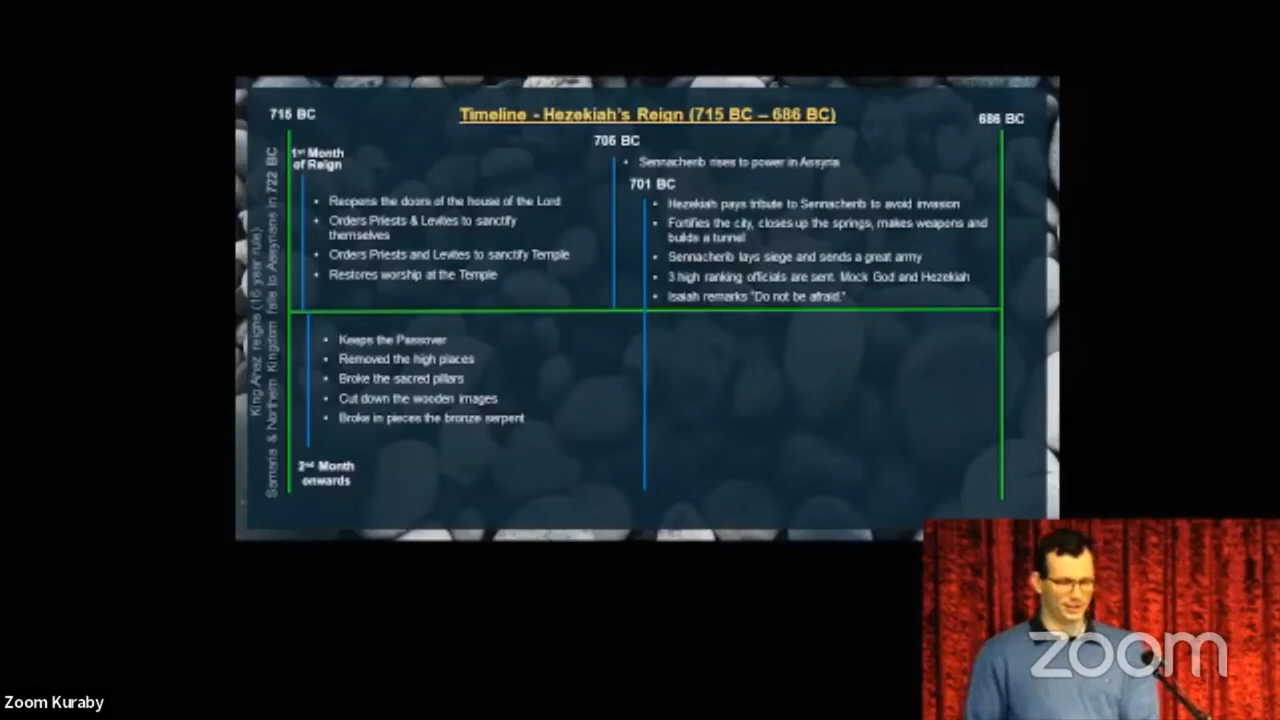 Timeline - Hezekiah's Reign (715 BC – 686 BC)
715 BC
686 BC
King Ahaz reigns (16 year rule)
Samaria & Northern Kingdom falls to Assyrians in 722 BC
1st Month
of Reign
• Reopens the doors of the house of the Lord
• Orders Priests & Levites to sanctify
themselves
• Orders Priests and Levites to sanctify Temple
• Restores worship at the Temple
• Keeps the Passover
• Removed the high places
• Broke the sacred pillars
• Cut down the wooden images
• Broke in pieces the bronze serpent
2nd Month
onwards
705 BC
• Sennacherib rises to power in Assyria
701 BC
• Hezekiah pays tribute to Sennacherib to avoid invasion
• Fortifies the city, closes up the springs, makes weapons and
builds a tunnel
• Sennacherib lays siege and sends a great army
• 3 high ranking officials are sent. Mock God and Hezekiah
• Isaiah remarks "Do not be afraid."
zoom
Zoom Kuraby